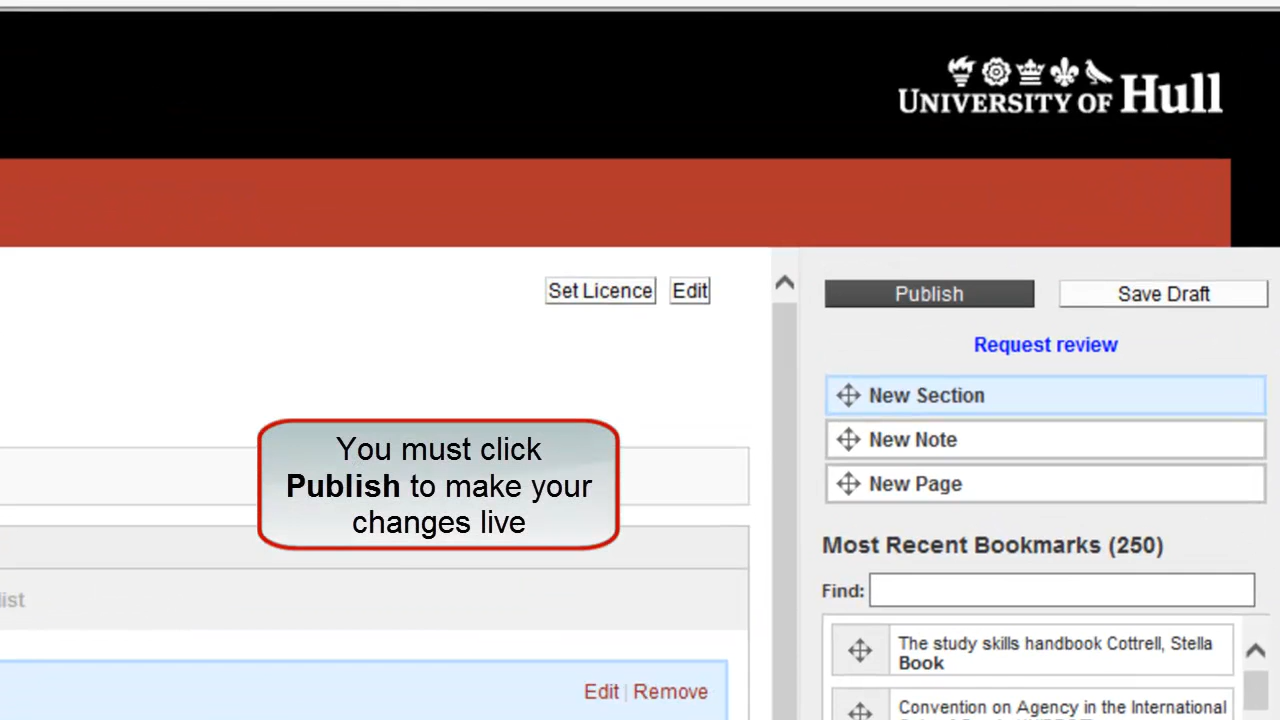 UNIVERSITY OF Hull
Set Licence Edit
Publish Save Draft
Request review
New Section
New Note
New Page
You must click
Publish to make your
changes live
Most Recent Bookmarks (250)
Find:
list
The study skills handbook Cottrell, Stella
Book
Edit | Remove
Convention on Agency in the International